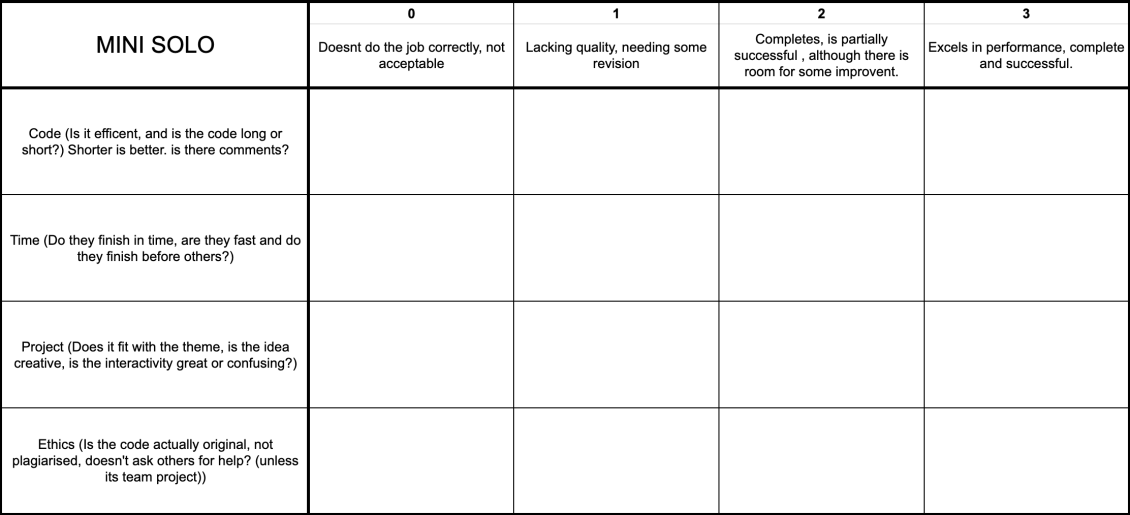 MINI SOLO
0
1
2
3
Doesnt do the job correctly, not
acceptable
Lacking quality, needing some
revision
Completes, is partially
successful , although there is
room for some improvent.
Excels in performance, complete
and successful.
Code (Is it efficent, and is the code long or
short?) Shorter is better. is there comments?
Time (Do they finish in time, are they fast and do
they finish before others?)
Project (Does it fit with the theme, is the idea
creative, is the interactivity great or confusing?)
Ethics (Is the code actually original, not
plagiarised, doesn't ask others for help? (unless
its team project))